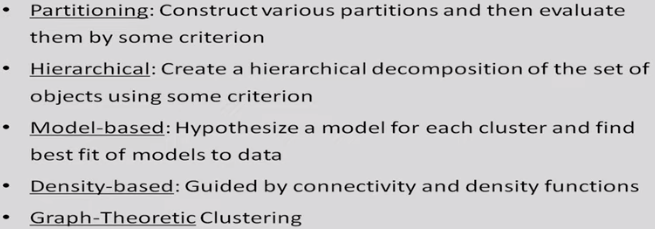 • Partitioning: Construct various partitions and then evaluate
them by some criterion
• Hierarchical: Create a hierarchical decomposition of the set of
objects using some criterion
• Model-based: Hypothesize a model for each cluster and find
best fit of models to data
• Density-based: Guided by connectivity and density functions
• Graph-Theoretic Clustering